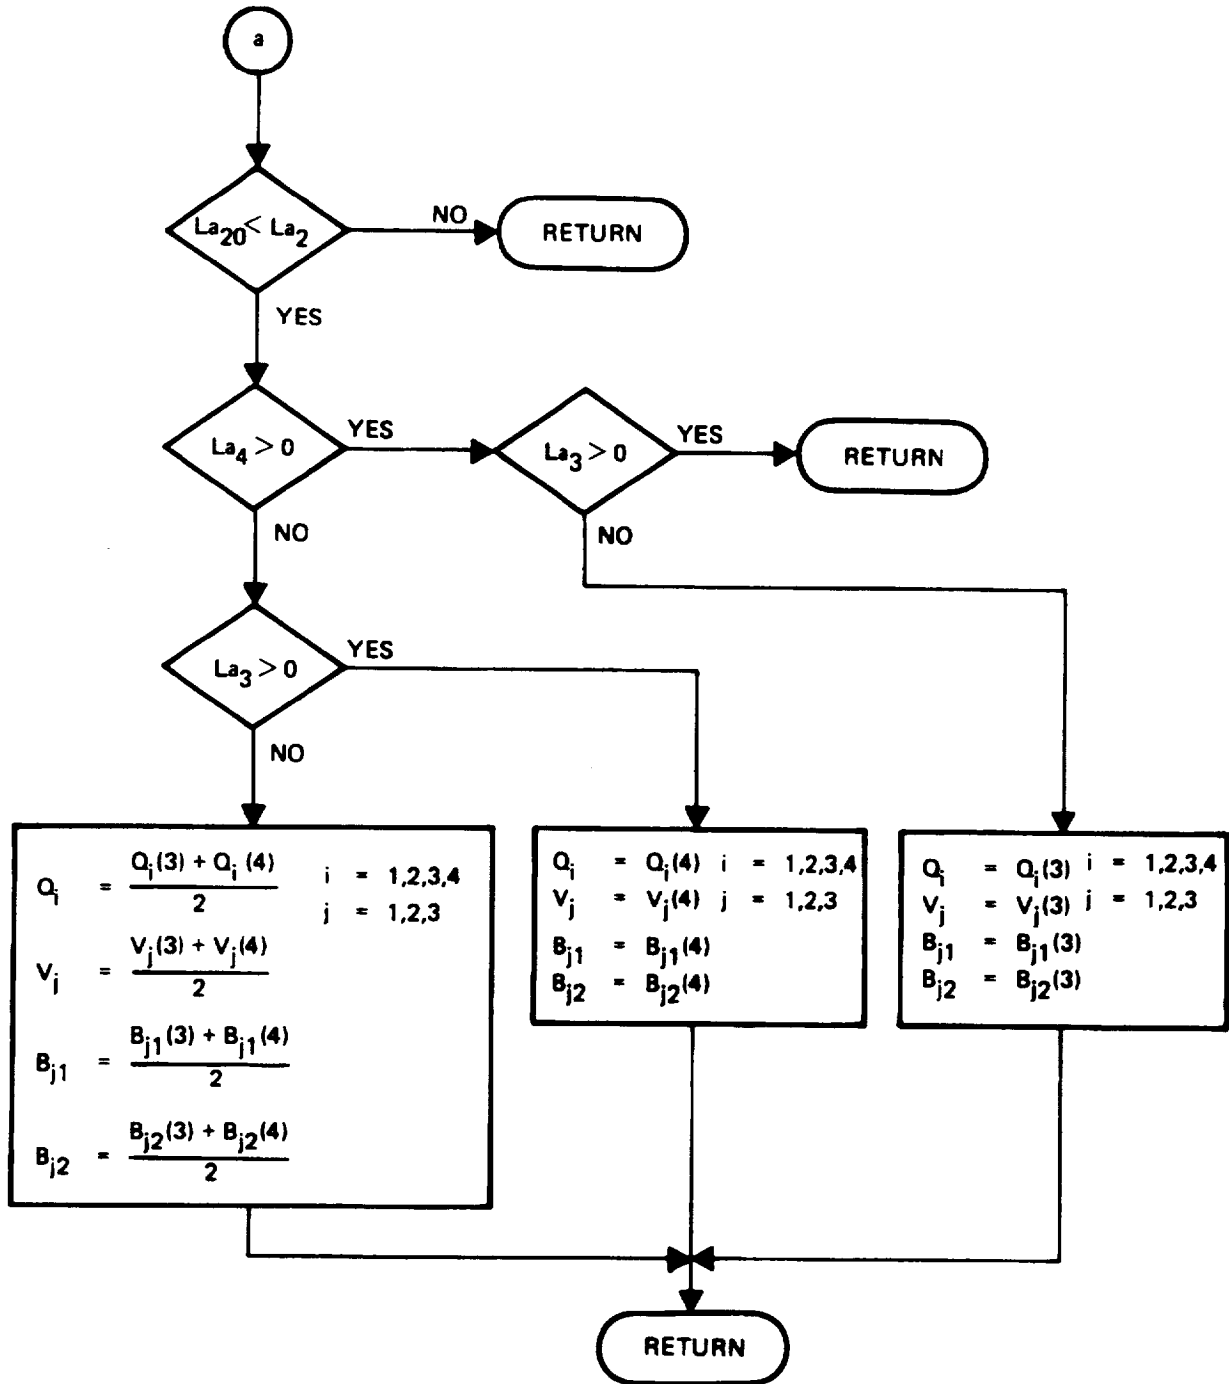 a
La20 < La2
NO
RETURN
YES
La4 > 0
YES
La3 > 0
YES
RETURN
NO
NO
La3 > 0
YES
NO
Qi = Qi(3) + Qi(4) / 2
i = 1,2,3,4
j = 1,2,3
Vj = Vj(3) + Vj(4) / 2
Bj1 = Bj1(3) + Bj1(4) / 2
Bj2 = Bj2(3) + Bj2(4) / 2
Qi = Qi(4) i = 1,2,3,4
Vj = Vj(4) j = 1,2,3
Bj1 = Bj1(4)
Bj2 = Bj2(4)
Qi = Qi(3) i = 1,2,3,4
Vj = Vj(3) j = 1,2,3
Bj1 = Bj1(3)
Bj2 = Bj2(3)
RETURN